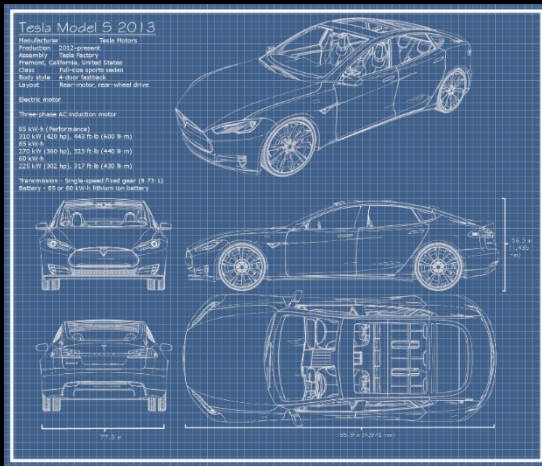 Tesla Model S 2013
Manufacturer Tesla Motors
Production 2012-present
Assembly Tesla Factory
Fremont, California, United States
Class Full-size sports sedan
Body style 4-door fastback
Layout Rear-motor, rear-wheel drive
Electric motor
Three-phase AC induction motor
85 kW·h (Performance)
310 kW (420 hp), 443 ft·lb (600 N·m)
85 kW·h
270 kW (360 hp), 325 ft·lb (440 N·m)
60 kW·h
225 kW (302 hp), 317 ft·lb (430 N·m)
Transmission - Single-speed fixed gear (9.73:1)
Battery - 85 or 60 kW·h lithium ion battery
77.3 in